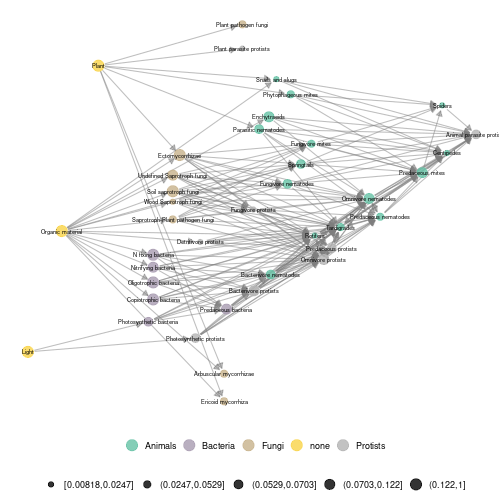 Plant pathogen fungi
Plant parasite protists
Plant
Snails and slugs
Phytophageous mites
Spiders
Enchytraeids
Parasitic nematodes
Animal parasite protists
Fungivore mites
Ectomycorrhizae
Centipedes
Springtails
Predaceous mites
Undefined Saprotroph fungi
Fungivore nematodes
Soil saprotroph fungi
Omnivore nematodes
Wood Saprotroph fungi
Fungivore protists
Saprotroph/Plant pathogen fungi
Predaceous nematodes
Tardigrades
Organic material
Rotifers
Detritivore protists
Predaceous protists
N fixing bacteria
Omnivore protists
Nitrifying bacteria
Bacterivore nematodes
Oligotrophic bacteria
Bacterivore protists
Copiotrophic bacteria
Predaceous bacteria
Photosynthetic bacteria
Photosynthetic protists
Light
Arbuscular mycorrhizae
Ericoid mycorrhiza
Animals Bacteria Fungi none Protists
[0.00818,0.0247] (0.0247,0.0529] (0.0529,0.0703] (0.0703,0.122] (0.122,1]